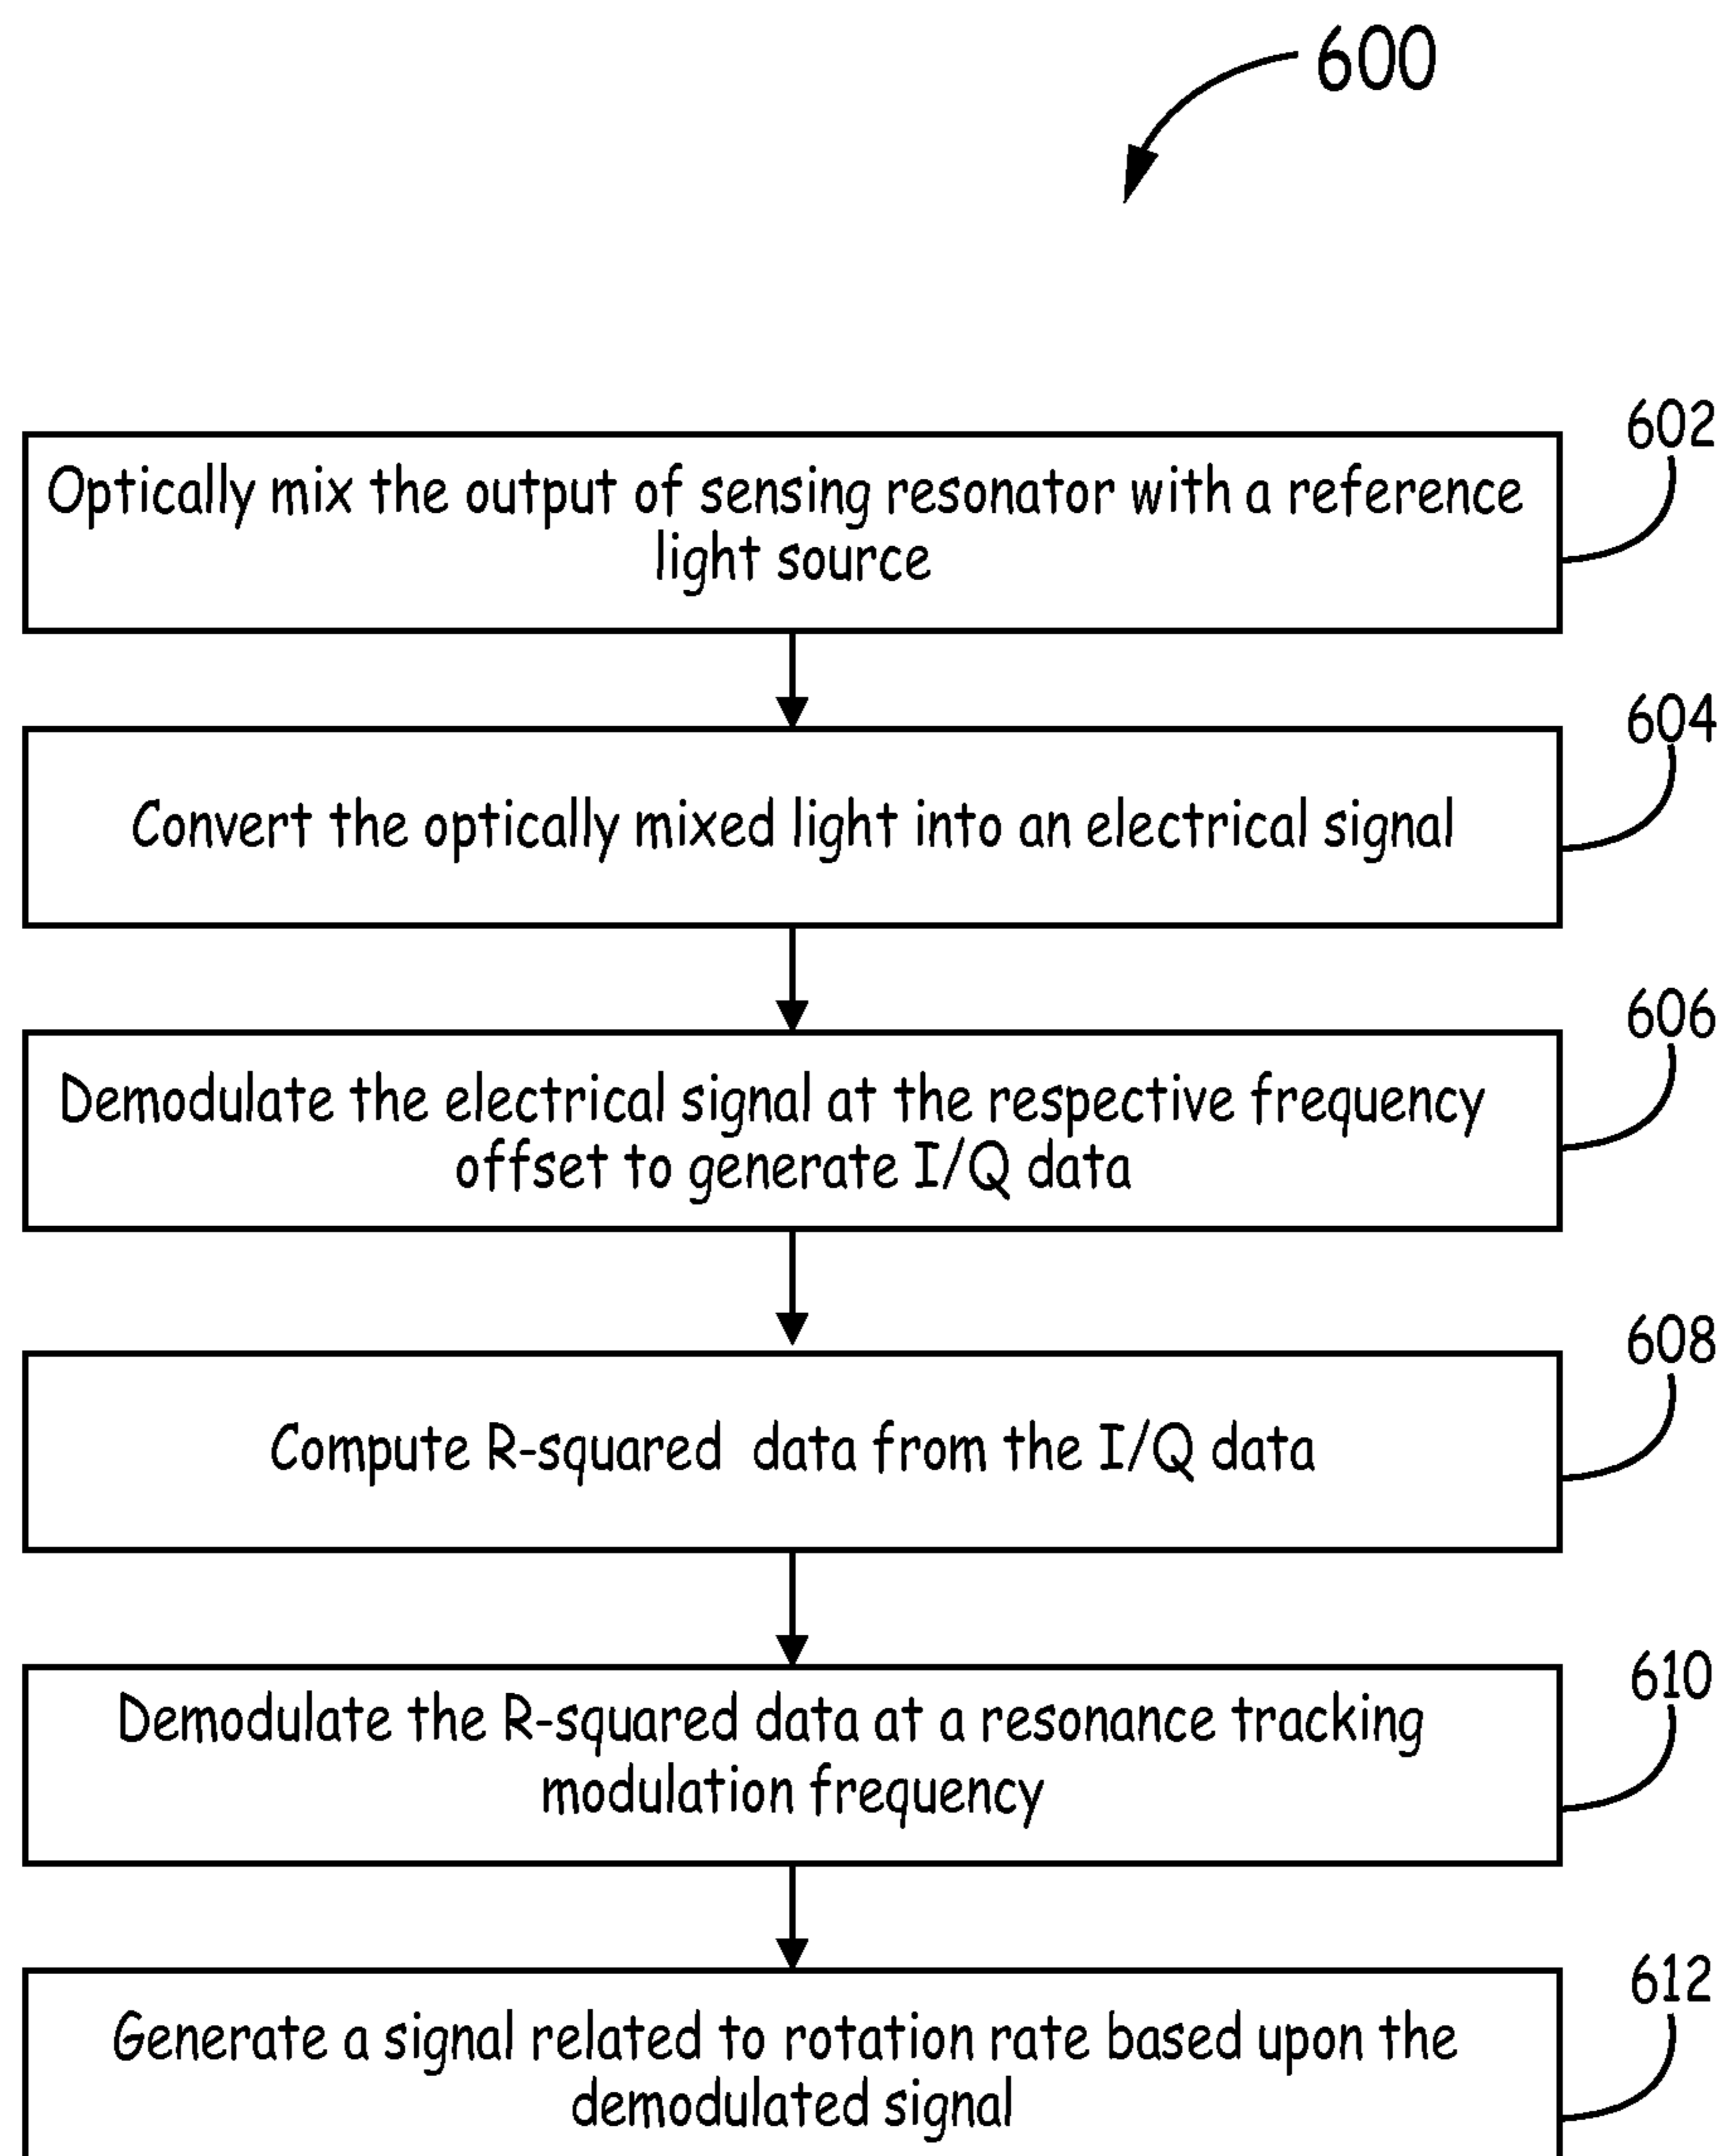 600
602
Optically mix the output of sensing resonator with a reference
light source
604
Convert the optically mixed light into an electrical signal
606
Demodulate the electrical signal at the respective frequency
offset to generate I/Q data
608
Compute R-squared data from the I/Q data
610
Demodulate the R-squared data at a resonance tracking
modulation frequency
612
Generate a signal related to rotation rate based upon the
demodulated signal